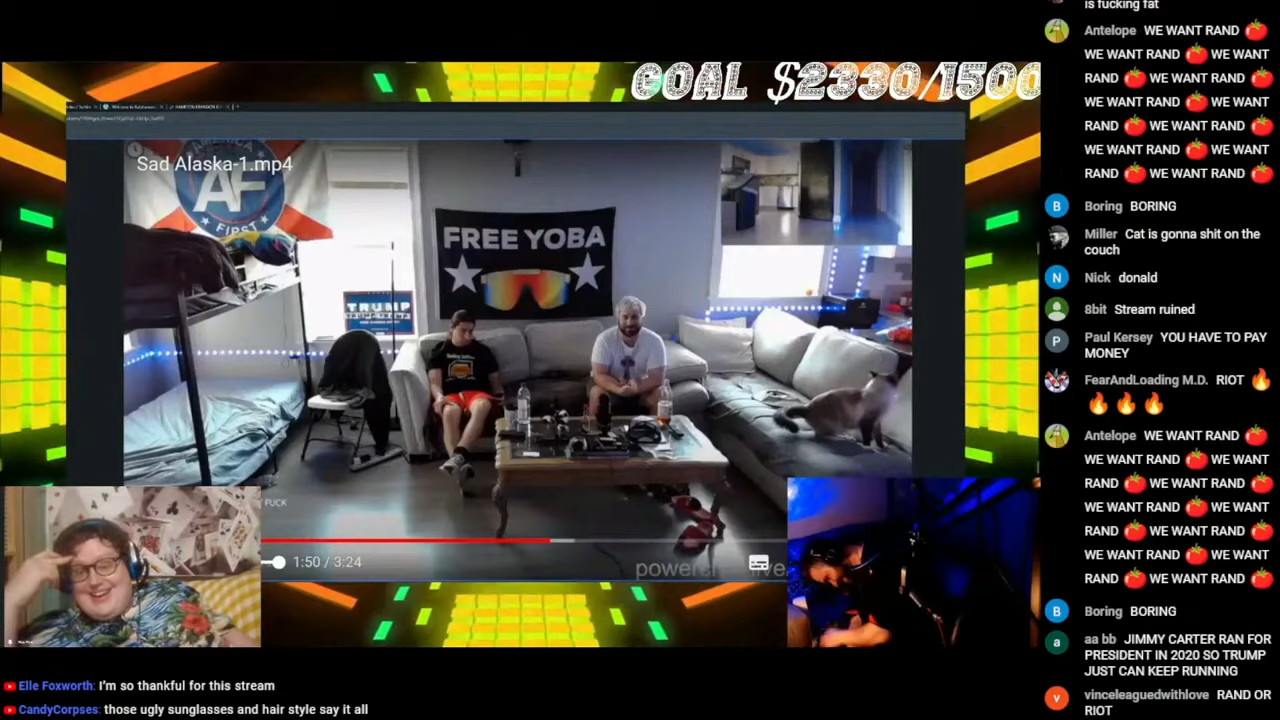 is fucking fat
Antelope WE WANT RAND
WE WANT RAND WE WANT
RAND WE WANT RAND
WE WANT RAND WE WANT
RAND WE WANT RAND
WE WANT RAND WE WANT
RAND WE WANT RAND
GOAL $2330/1500
Sad Alaska-1.mp4
AMERICA
AF
FIRST
FREE YOBA
TRUMP
B
Boring BORING
Miller Cat is gonna shit on the
couch
N
Nick donald
8bit Stream ruined
P
Paul Kersey YOU HAVE TO PAY
MONEY
FearAndLoading M.D. RIOT
Antelope WE WANT RAND
WE WANT RAND WE WANT
RAND WE WANT RAND
WE WANT RAND WE WANT
RAND WE WANT RAND
WE WANT RAND WE WANT
RAND WE WANT RAND
FUCK
1:50 / 3:24
B
Boring BORING
a
aa bb JIMMY CARTER RAN FOR
PRESIDENT IN 2020 SO TRUMP
JUST CAN KEEP RUNNING
v
vinceleaguedwithlove RAND OR
RIOT
Elle Foxworth: I'm so thankful for this stream
CandyCorpses: those ugly sunglasses and hair style say it all